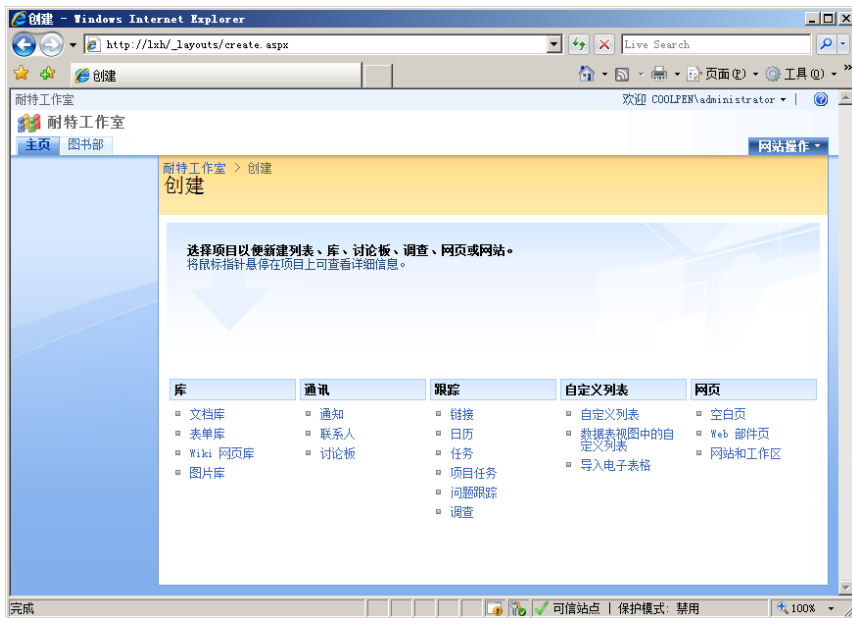 创建 - Windows Internet Explorer
http://lxh/_layouts/create.aspx
Live Search
创建
页面(P)
工具(O)
»
耐特工作室
欢迎 COOLPEN\administrator
耐特工作室
主页
图书部
网站操作
耐特工作室 > 创建
创建
选择项目以便新建列表、库、讨论板、调查、网页或网站。
将鼠标指针悬停在项目上可查看详细信息。
库
文档库
表单库
Wiki 网页库
图片库
通讯
通知
联系人
讨论板
跟踪
链接
日历
任务
项目任务
问题跟踪
调查
自定义列表
自定义列表
数据表视图中的自
定义列表
导入电子表格
网页
空白页
Web 部件页
网站和工作区
完成
可信站点 | 保护模式: 禁用
100%